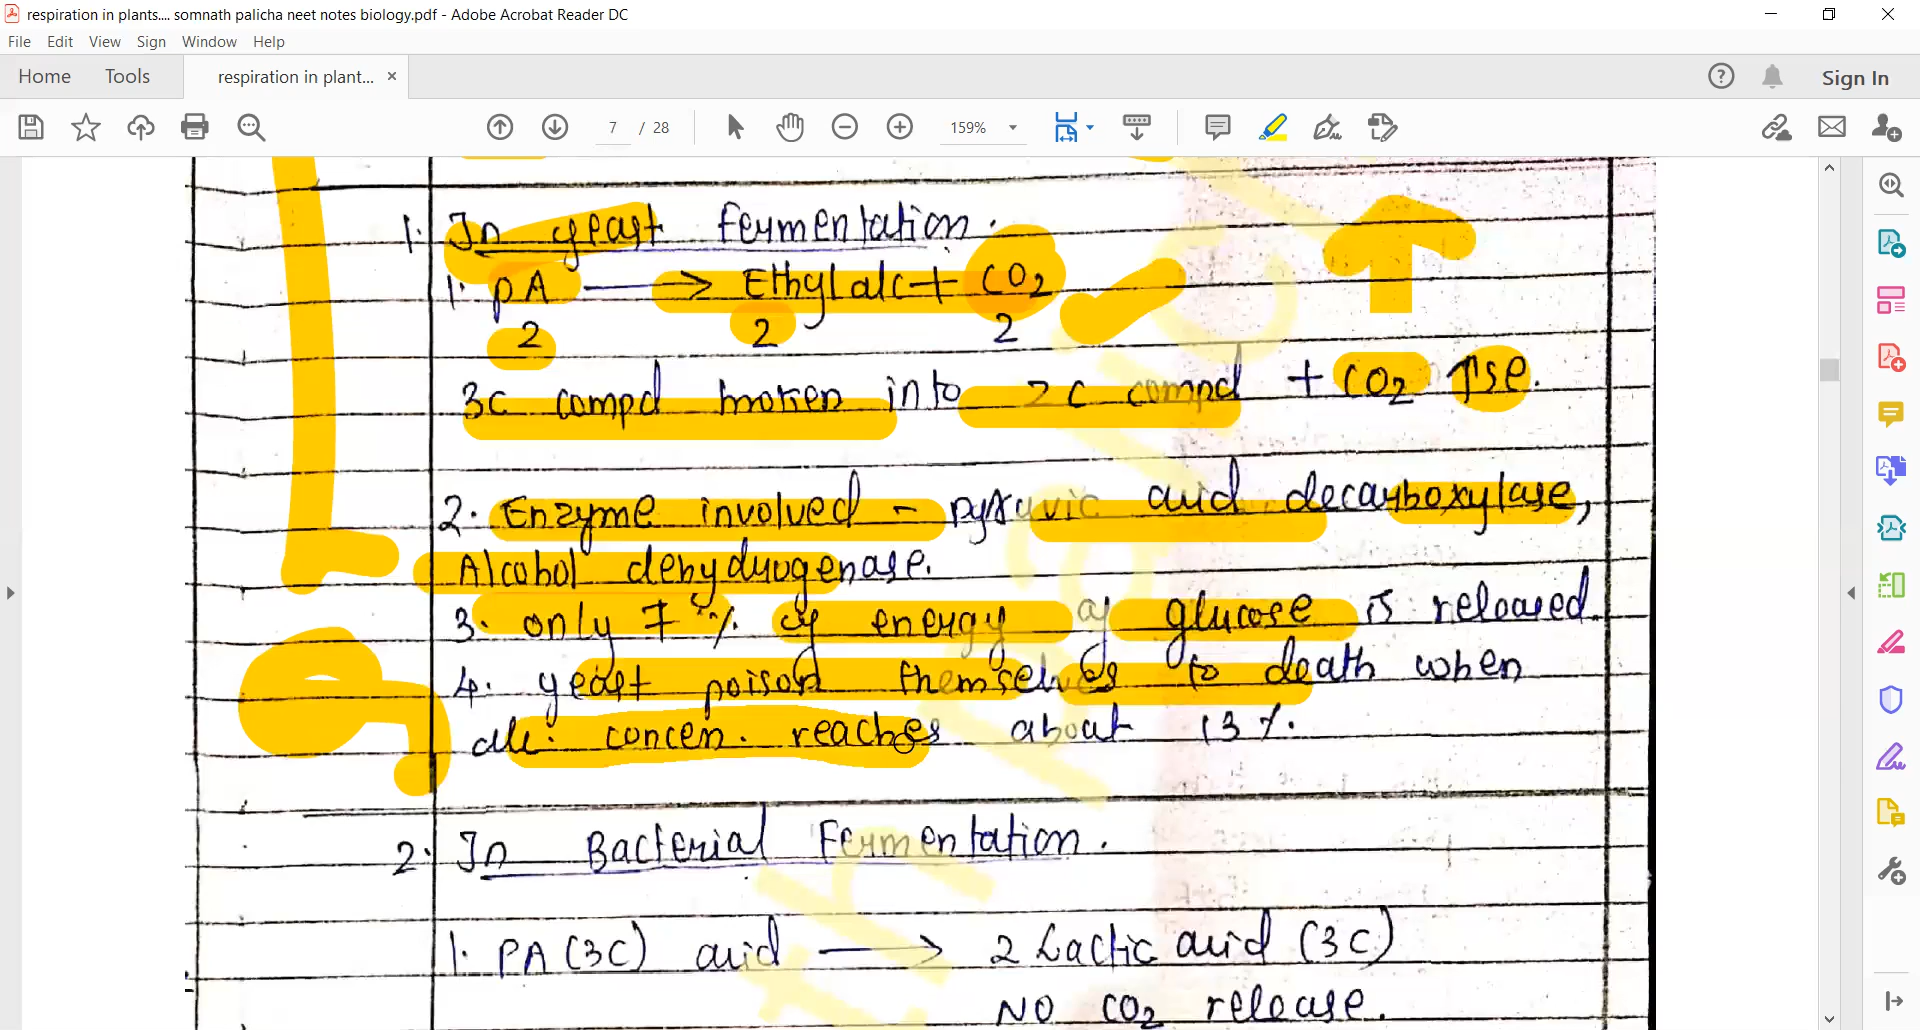 respiration in plants.... somnath palicha neet notes biology.pdf - Adobe Acrobat Reader DC
File Edit View Sign Window Help
Home Tools respiration in plant... × Sign In
7 / 28 159%
1. In yeast Fermentation.
1. PA → Ethyl alc + CO2
2 2 2
3C compd broken into 2C compd + CO2 ↑se.
2. Enzyme involved - pyruvic acid decarboxylase,
Alcohol dehydrogenase.
3. only 7 % of energy of glucose is released
4. yeast poison themselves to death when
alc. concen. reaches about 13 %.
2. In Bacterial Fermentation.
1. PA (3C) acid → 2 Lactic acid (3C)
NO CO2 release.